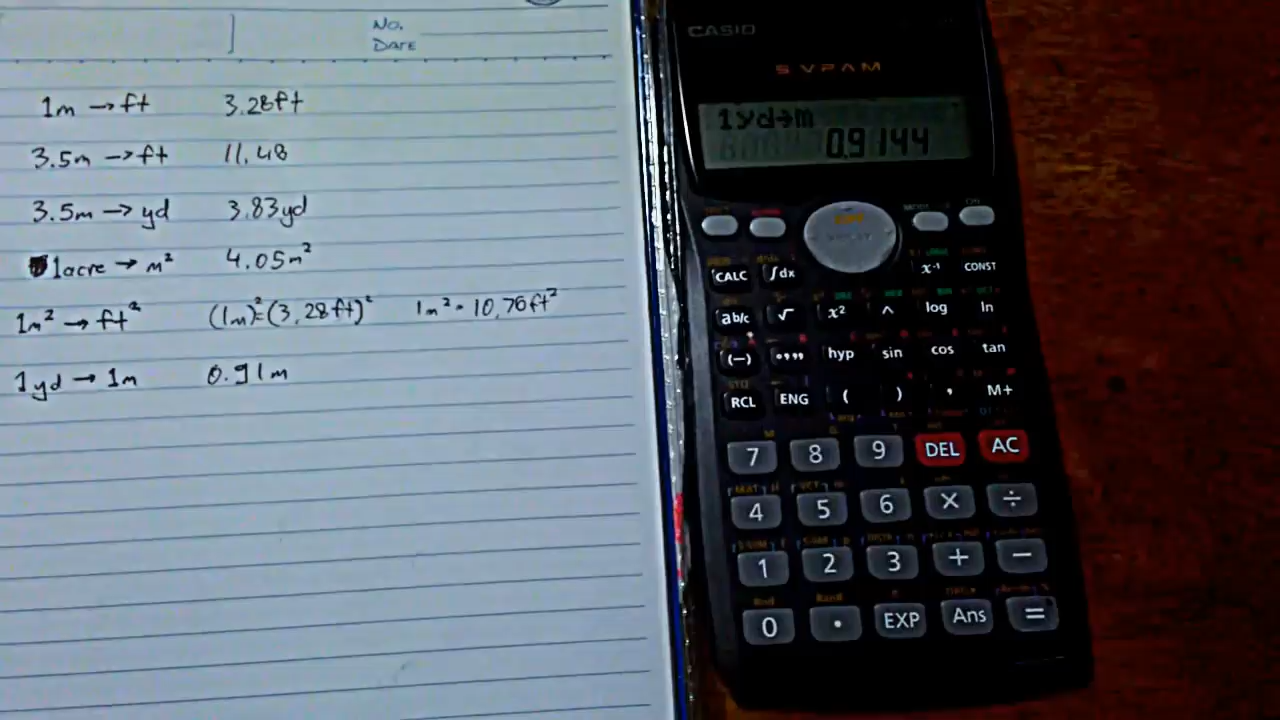 No.
Date
1m → ft 3.28ft
3.5m → ft 11.48
3.5m → yd 3.83yd
1acre → m² 4.05m²
1m² → ft² (1m)²=(3,28ft)² 1m² = 10,76ft²
1yd → 1m 0.91m
CASIO
S-V.P.A.M.
1yd→m
0.9144
CALC ∫dx x⁻¹ CONST
ab/c √ x² ^ log ln
(−) °,,, hyp sin cos tan
RCL ENG ( ) , M+
7 8 9 DEL AC
4 5 6 × ÷
1 2 3 + −
0 . EXP Ans =